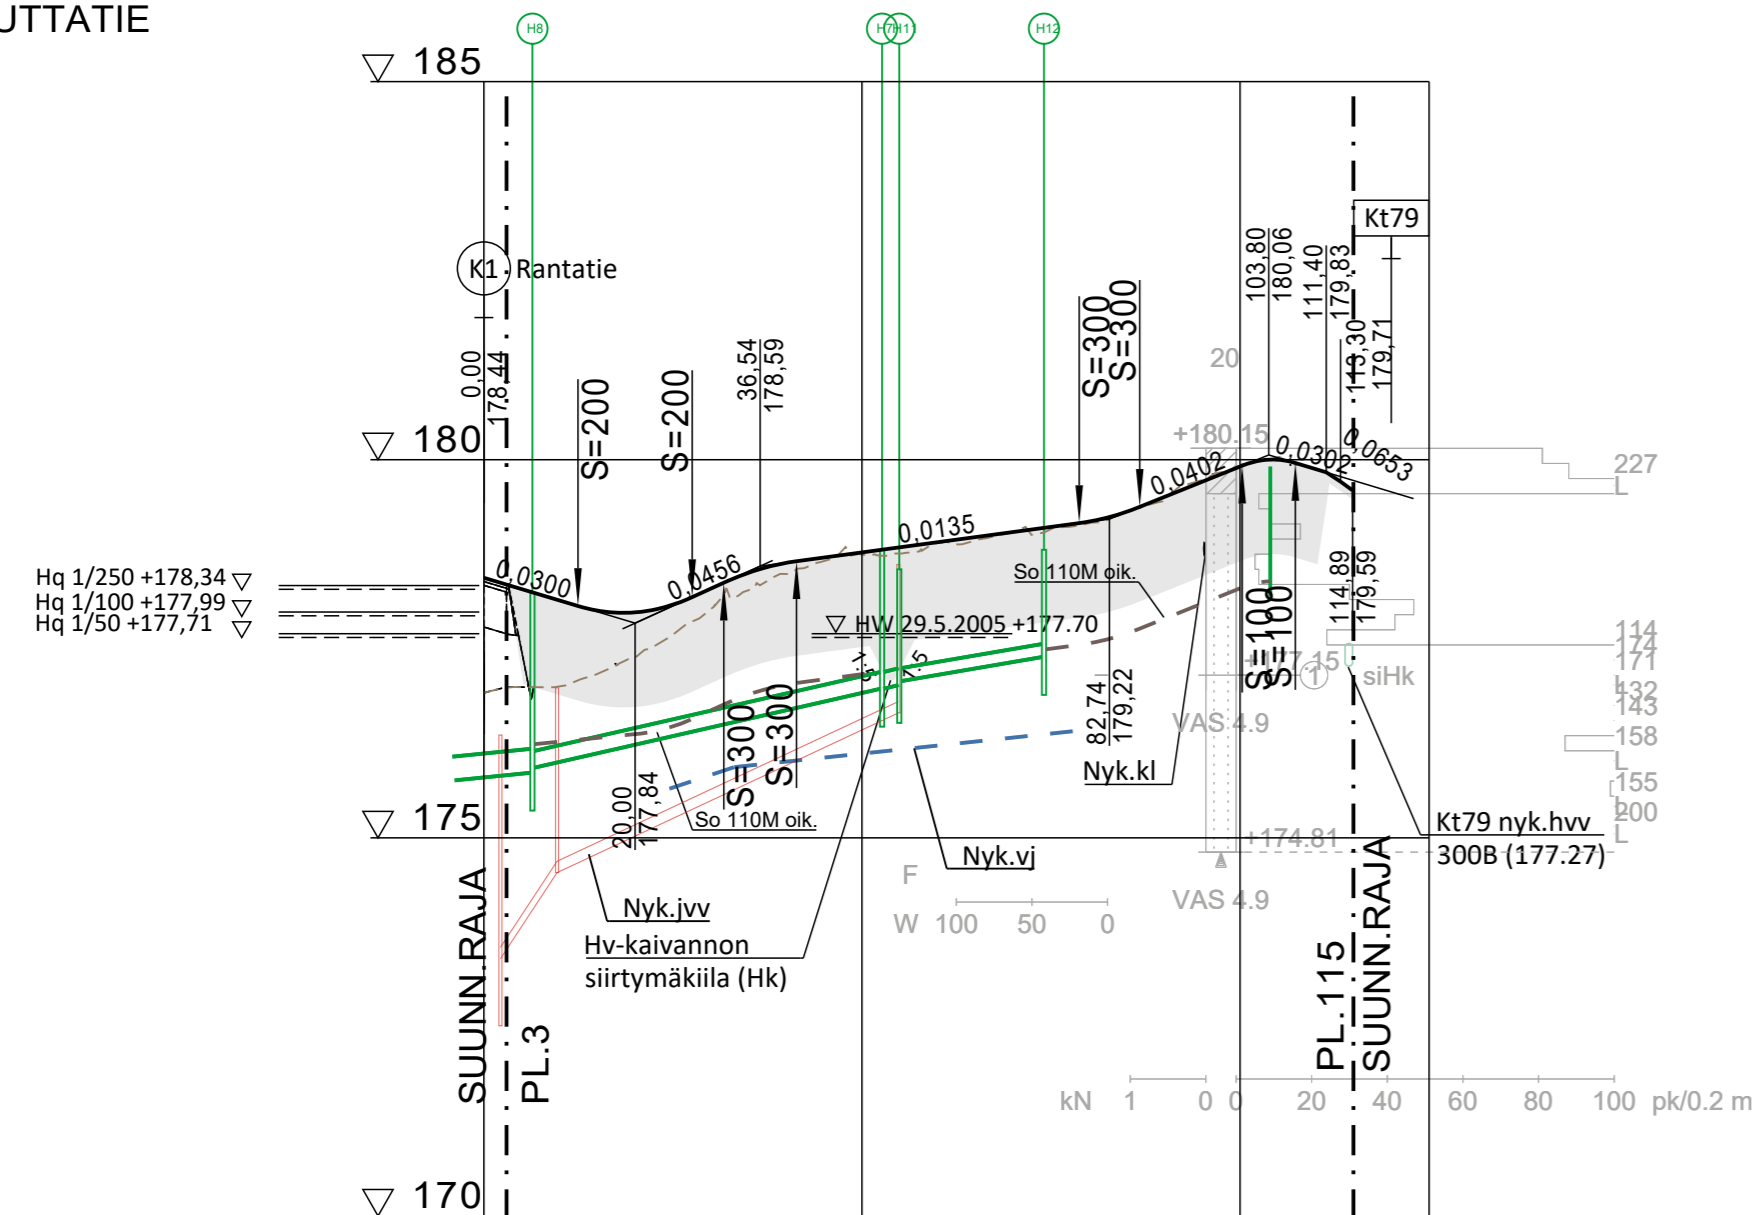 UTTATIE
H8
H7
H11
H12
185
Kt79
K1
Rantatie
103,80
180,06
111,40
179,83
113,30
179,71
S=300
S=300
20
0,00
178,44
S=200
S=200
36,54
178,59
180
+180.15
0,0402
0,0302
0,0653
227
L
0,0135
0,0300
0,0456
So 110M oik.
Hq 1/250 +178,34
Hq 1/100 +177,99
Hq 1/50 +177,71
HW 29.5.2005 +177.70
114,89
179,59
S=100
S=100
1:5
1:5
+177.15
1
siHk
114
174
171
L
132
143
L
158
L
155
L
200
L
82,74
179,22
VAS 4.9
Nyk.kl
S=300
S=300
20,00
177,84
So 110M oik.
175
+174.81
Kt79 nyk.hvv
300B (177.27)
Nyk.vj
F
W 100 50 0
VAS 4.9
Nyk.jvv
Hv-kaivannon
siirtymäkiila (Hk)
SUUNN.RAJA
PL.3
PL.115
SUUNN.RAJA
kN 1 0 0 20 40 60 80 100 pk/0.2 m
170